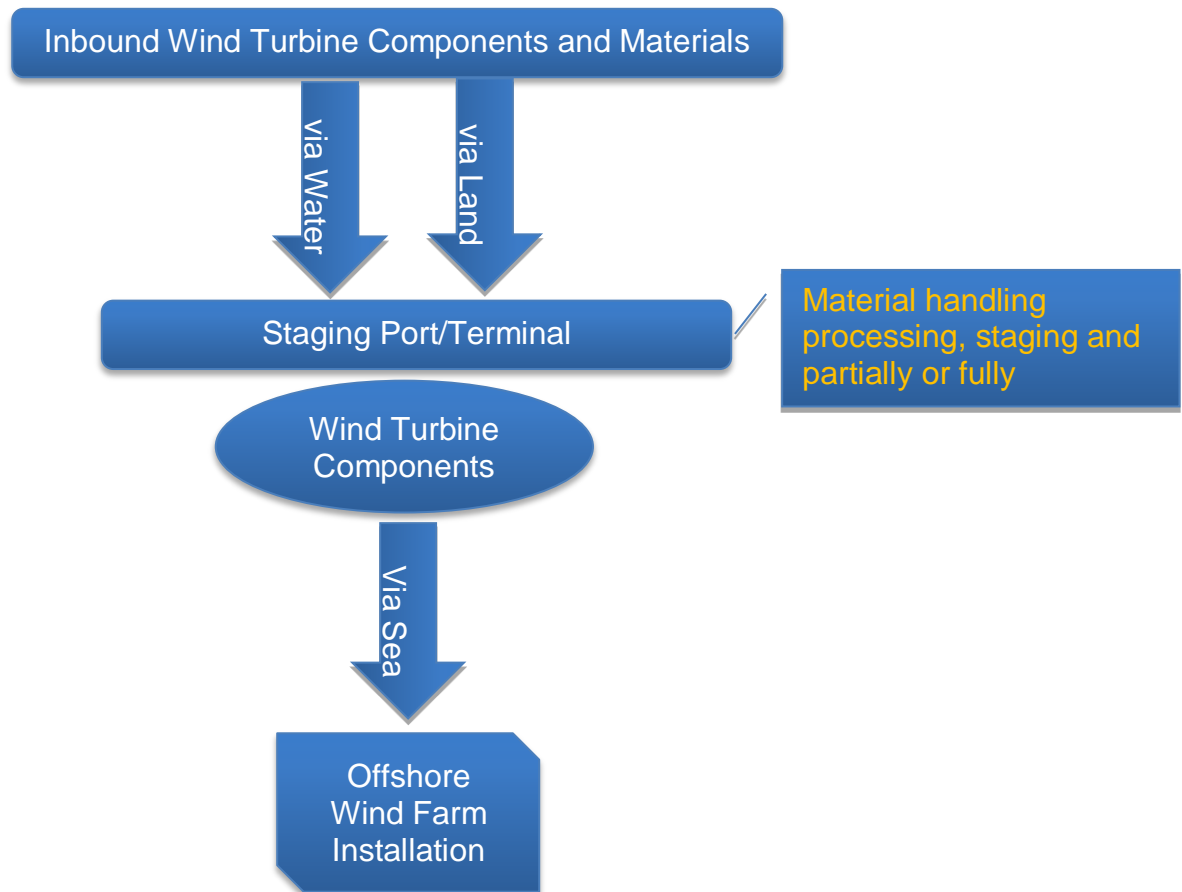 Inbound Wind Turbine Components and Materials
via Water
via Land
Staging Port/Terminal
Material handling
processing, staging and
partially or fully
Wind Turbine
Components
Via Sea
Offshore
Wind Farm
Installation